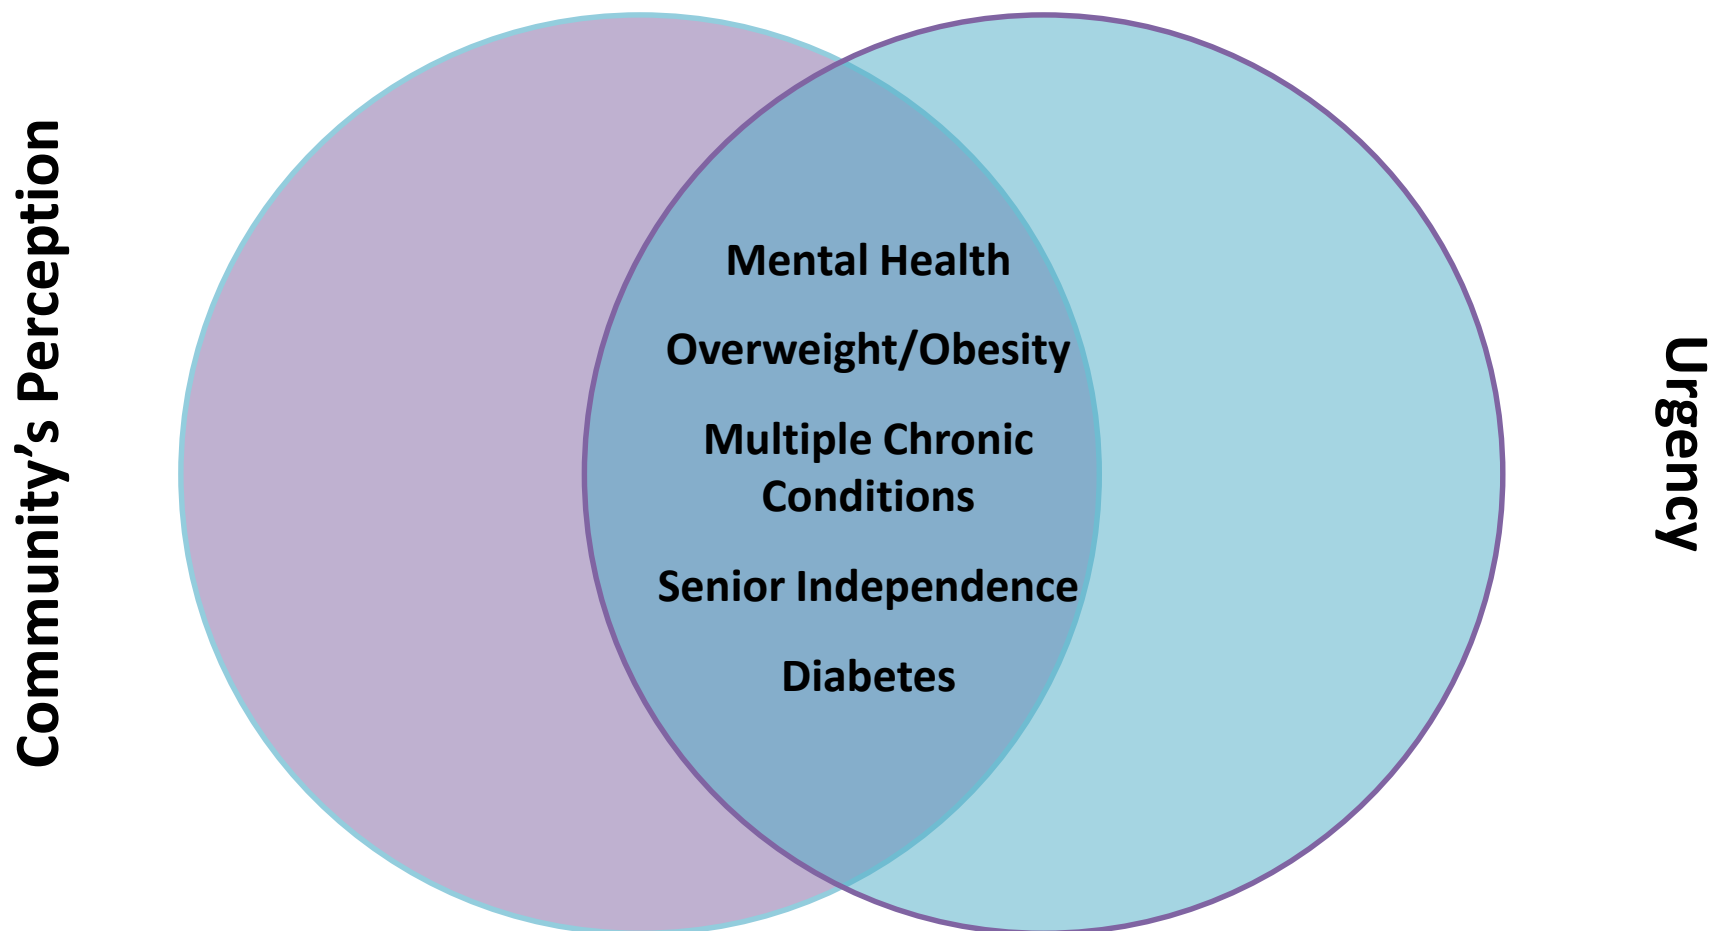 Community’s Perception
Mental Health
Overweight/Obesity
Multiple Chronic
Conditions
Senior Independence
Diabetes
Urgency